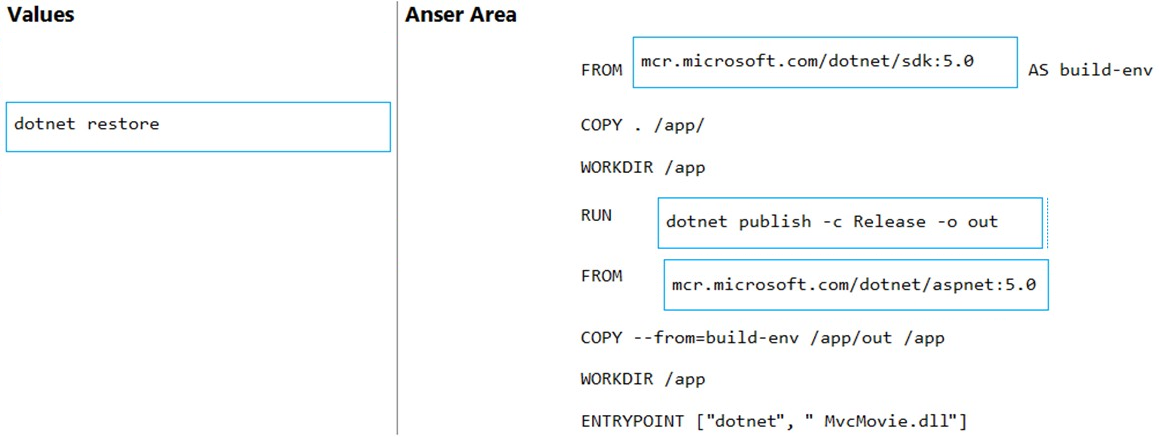 Values
Anser Area
FROM mcr.microsoft.com/dotnet/sdk:5.0 AS build-env
dotnet restore
COPY . /app/
WORKDIR /app
RUN dotnet publish -c Release -o out
FROM mcr.microsoft.com/dotnet/aspnet:5.0
COPY --from=build-env /app/out /app
WORKDIR /app
ENTRYPOINT ["dotnet", " MvcMovie.dll"]